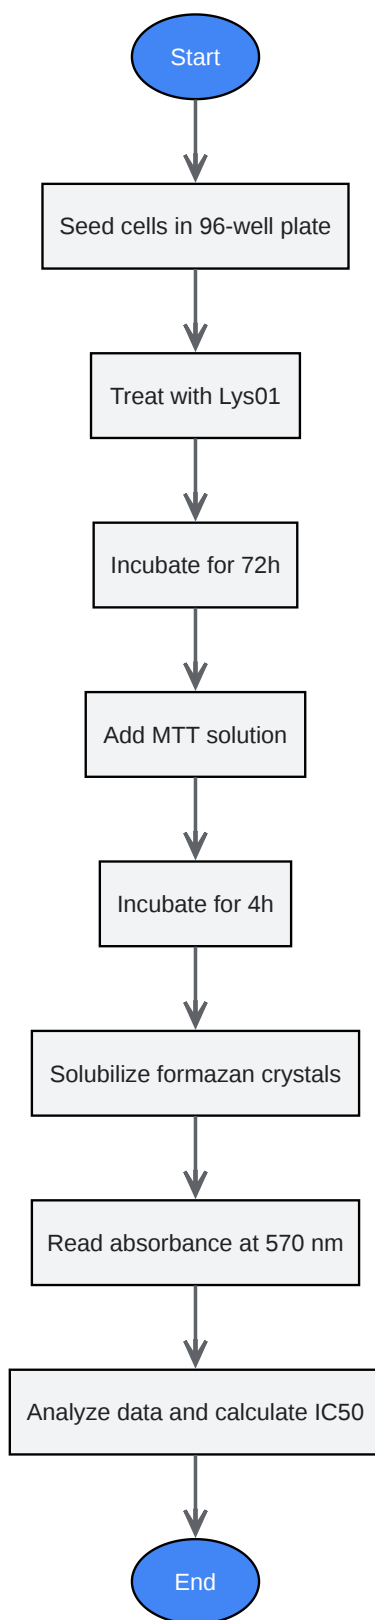 Start
Seed cells in 96-well plate
Treat with Lys01
Incubate for 72h
Add MTT solution
Incubate for 4h
Solubilize formazan crystals
Read absorbance at 570 nm
Analyze data and calculate IC50
End